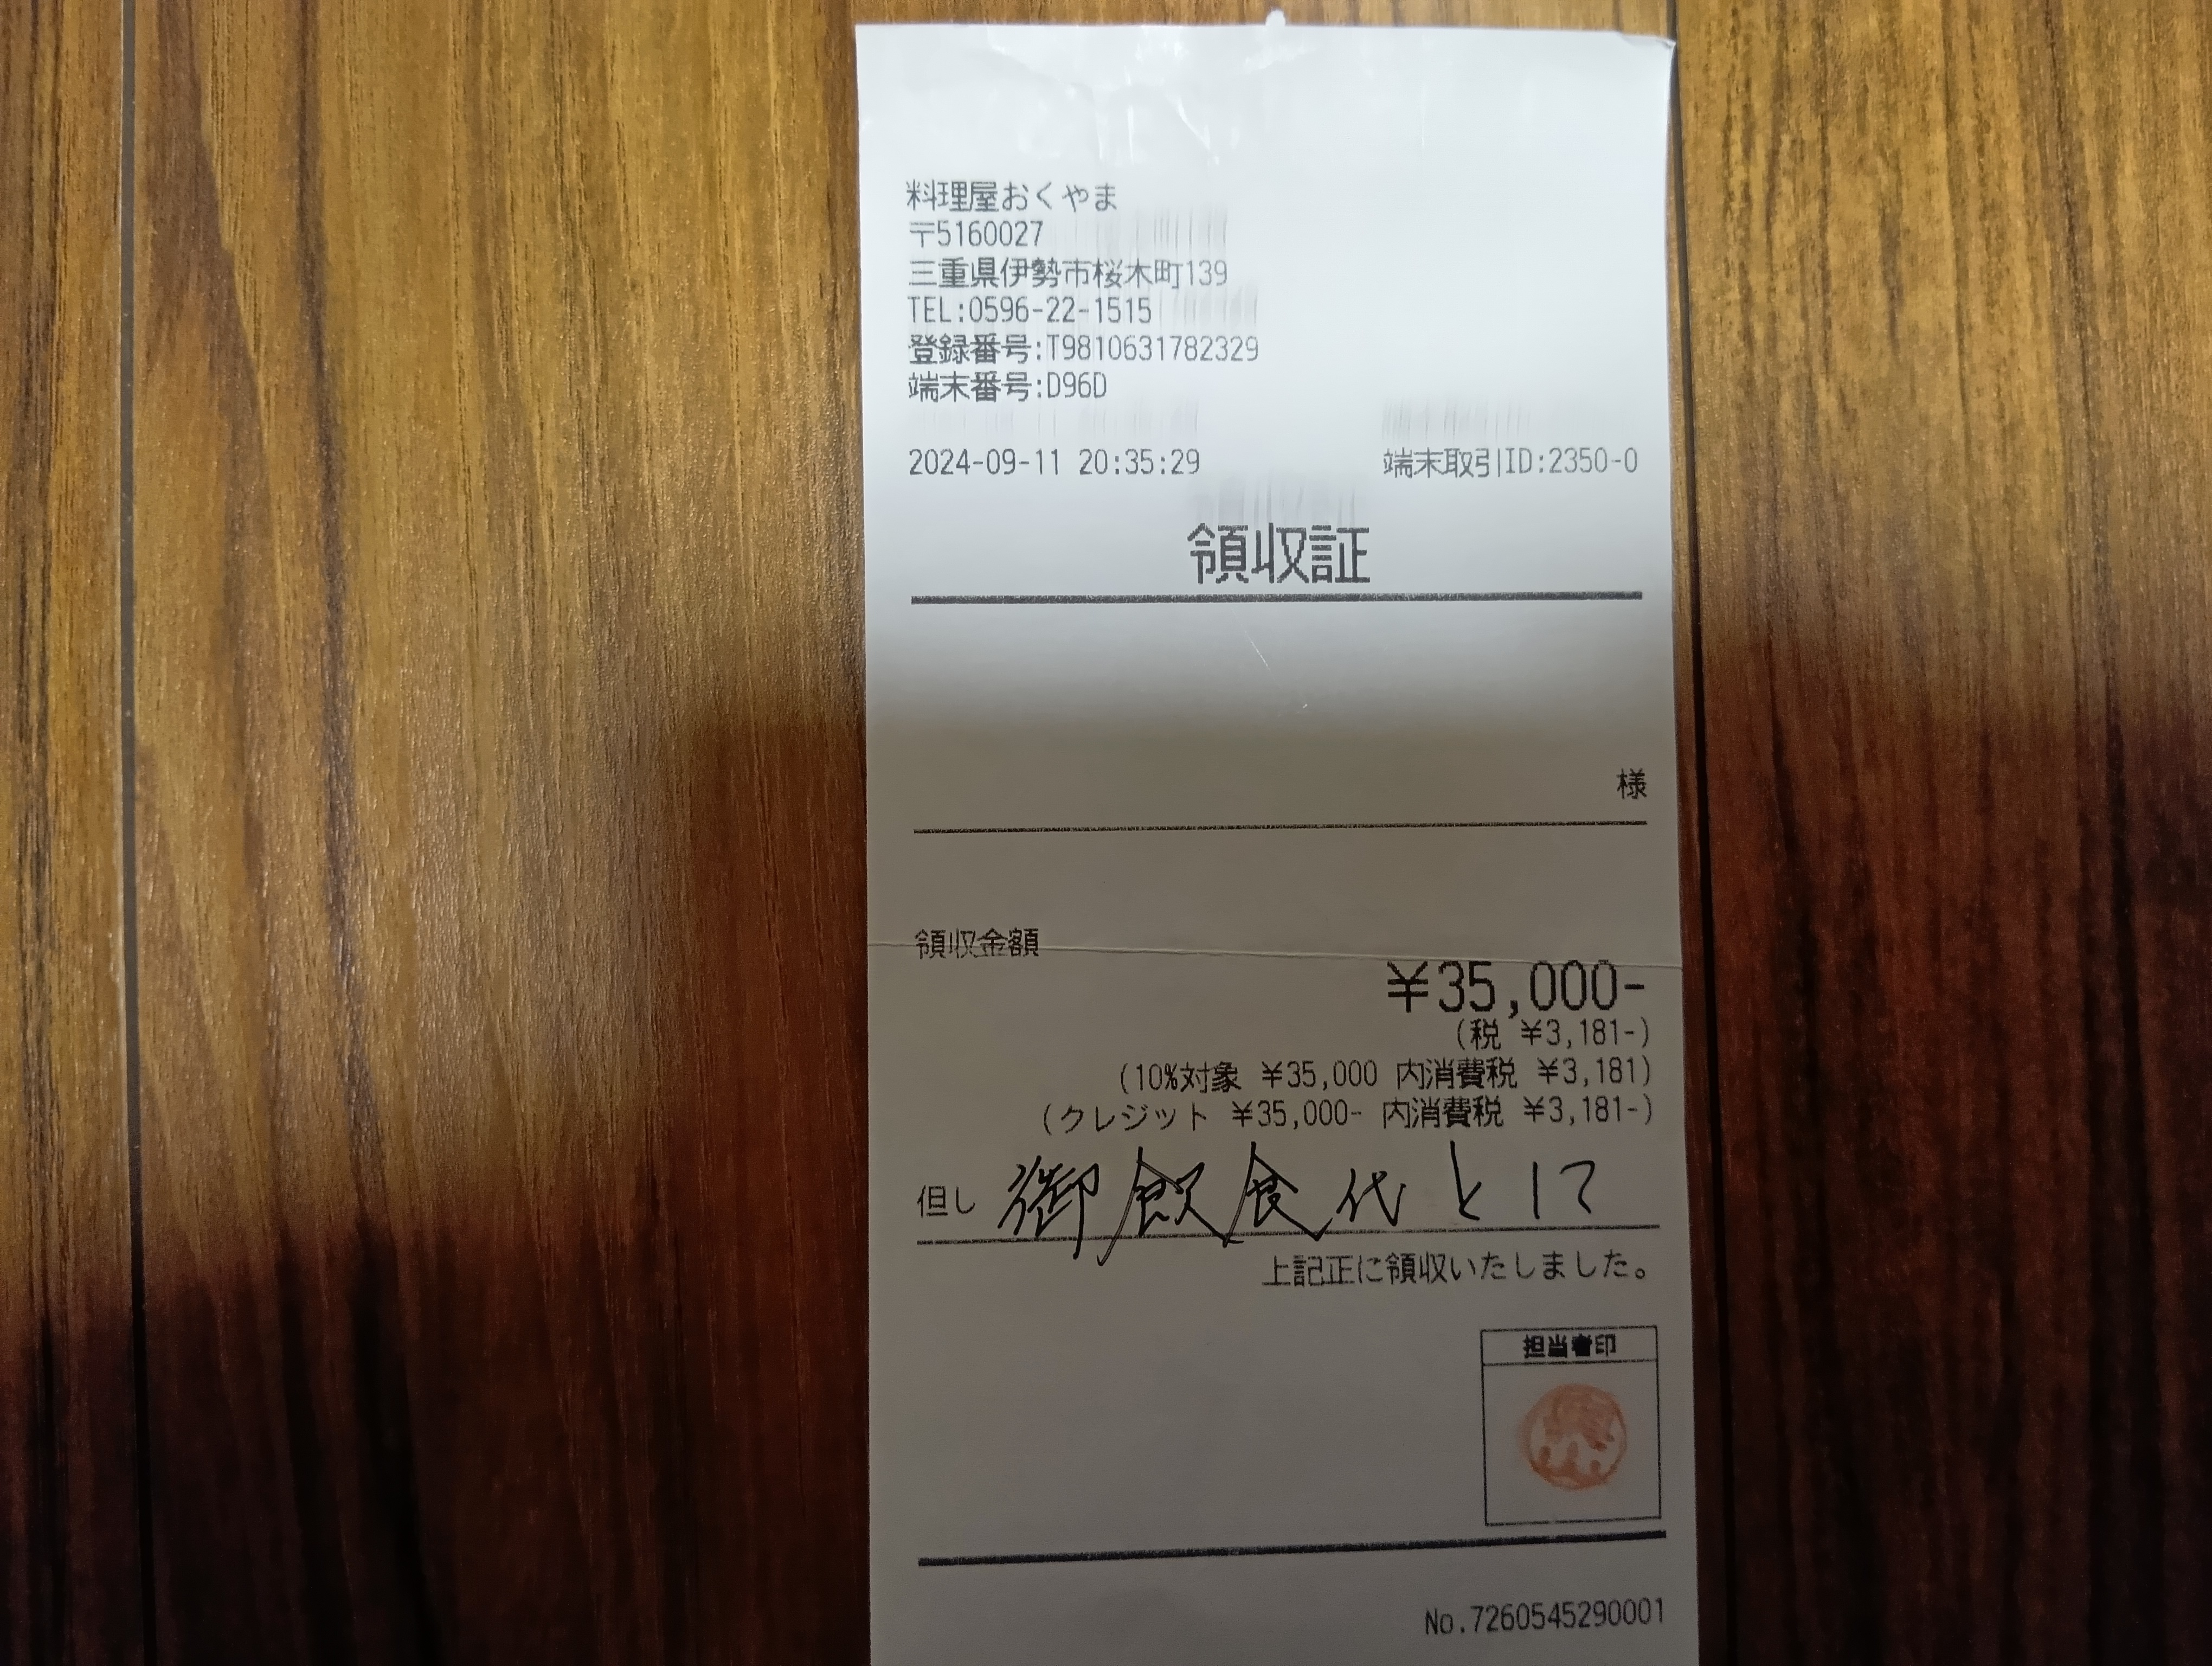 料理屋おくやま
〒5160027
三重県伊勢市桜木町139
TEL:0596-22-1515
登録番号:T9810631782329
端末番号:D96D
2024-09-11 20:35:29 端末取引ID:2350-0
領収証
様
領収金額
¥35,000-
(税 ¥3,181-)
(10%対象 ¥35,000 内消費税 ¥3,181)
(クレジット ¥35,000- 内消費税 ¥3,181-)
但し 御飲食代として
上記正に領収いたしました。
担当者印
No.7260545290001